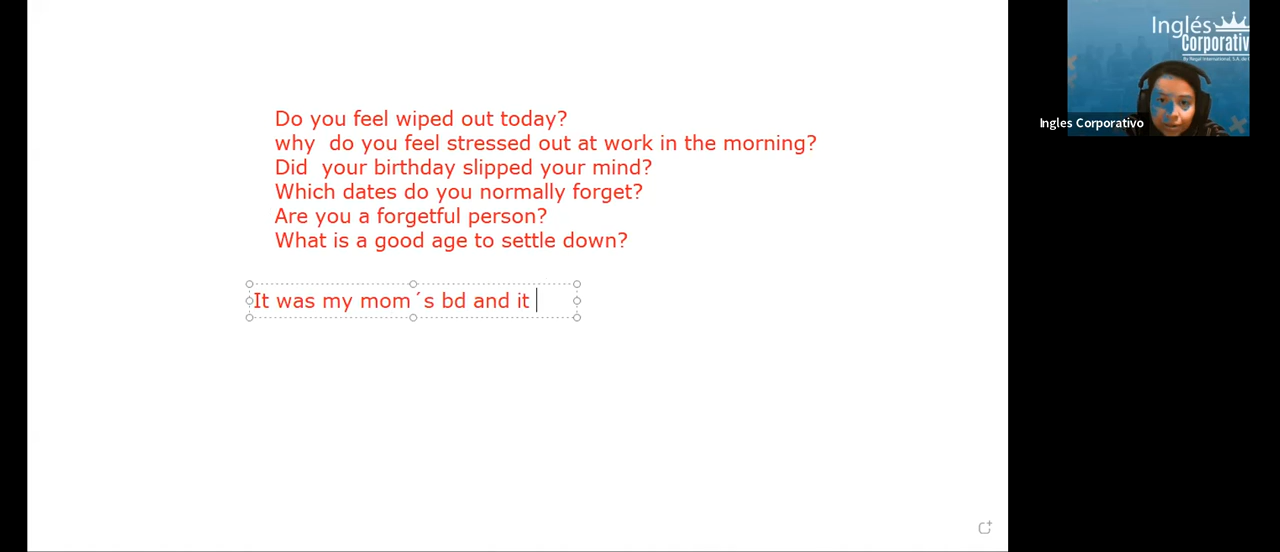 Do you feel wiped out today?
why  do you feel stressed out at work in the morning?
Did  your birthday slipped your mind?
Which dates do you normally forget?
Are you a forgetful person?
What is a good age to settle down?
It was my mom´s bd and it
Inglés
Corporativ
Ingles Corporativo